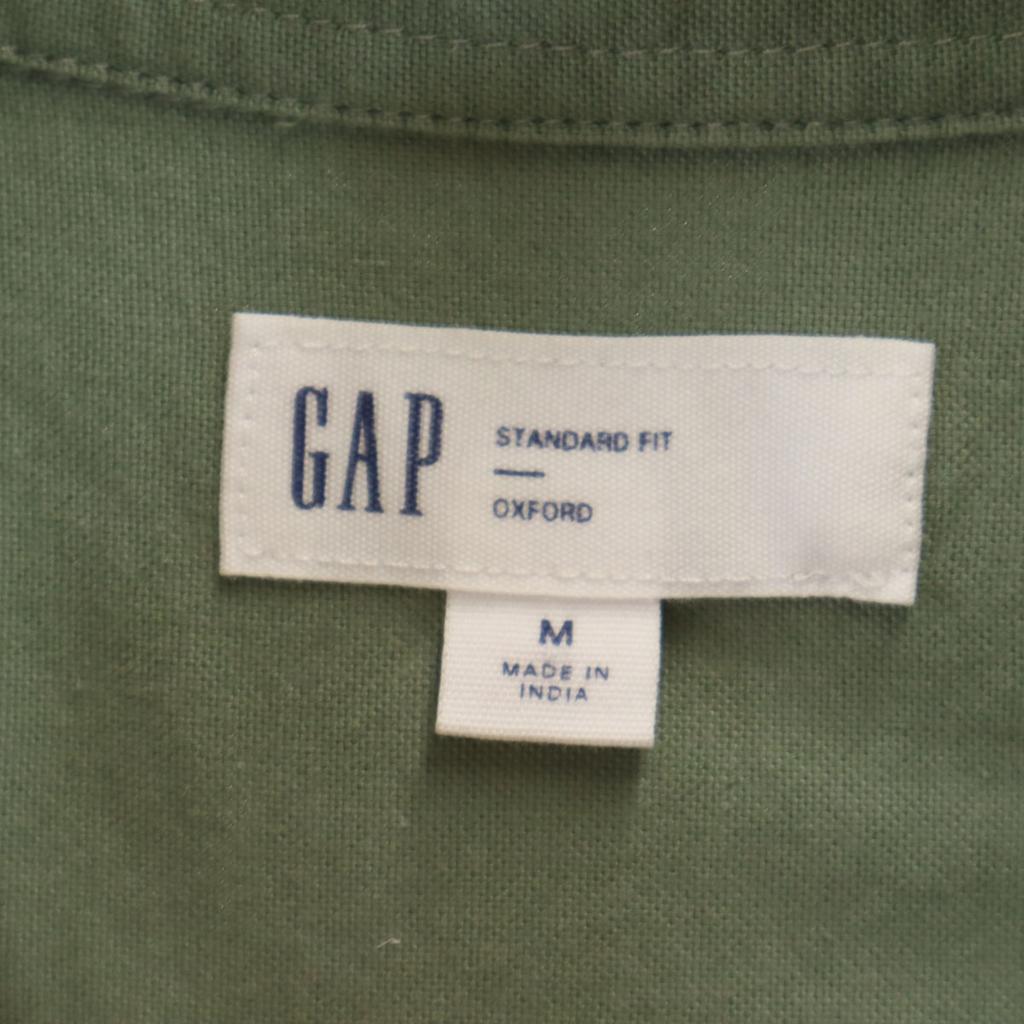 GAP
STANDARD FIT
OXFORD
M
MADE IN
INDIA